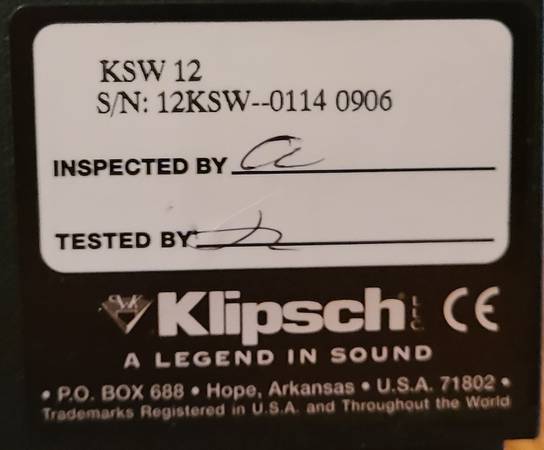 KSW 12
S/N: 12KSW--0114 0906
INSPECTED BY
TESTED BY
Klipsch LLC CE
A LEGEND IN SOUND
• P.O. BOX 688 • Hope, Arkansas • U.S.A. 71802 •
Trademarks Registered in U.S.A. and Throughout the World